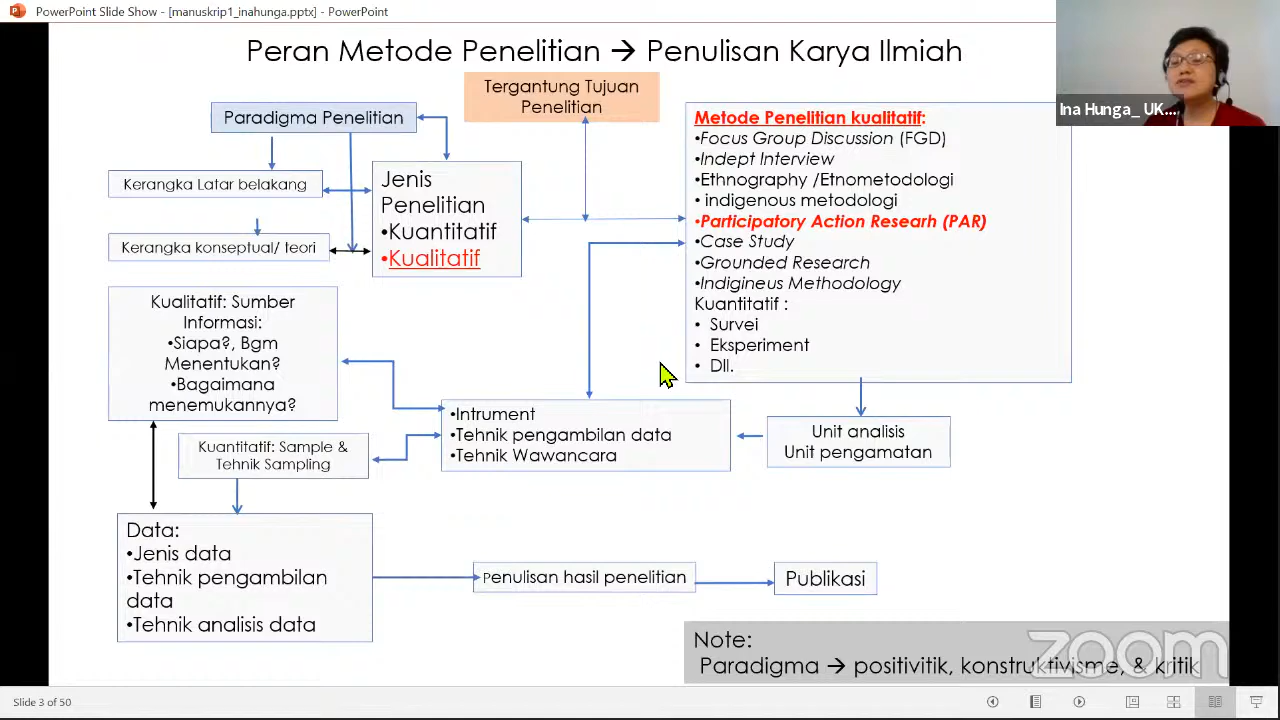 PowerPoint Slide Show - [manuskrip1_inahunga.pptx] - PowerPoint
Peran Metode Penelitian → Penulisan Karya Ilmiah
Ina Hunga_ UK...
Tergantung Tujuan
Penelitian
Paradigma Penelitian
Kerangka Latar belakang
Kerangka konseptual/ teori
Jenis
Penelitian
•Kuantitatif
•Kualitatif
Metode Penelitian kualitatif:
•Focus Group Discussion (FGD)
•Indept Interview
•Ethnography /Etnometodologi
• indigenous metodologi
•Participatory Action Researh (PAR)
•Case Study
•Grounded Research
•Indigineus Methodology
Kuantitatif :
• Survei
• Eksperiment
• Dll.
Kualitatif: Sumber
Informasi:
•Siapa?, Bgm
Menentukan?
•Bagaimana
menemukannya?
•Intrument
•Tehnik pengambilan data
•Tehnik Wawancara
Unit analisis
Unit pengamatan
Kuantitatif: Sample &
Tehnik Sampling
Data:
•Jenis data
•Tehnik pengambilan
data
•Tehnik analisis data
Penulisan hasil penelitian
Publikasi
Note:
Paradigma → positivitik, konstruktivisme, & kritik
zoom
Slide 3 of 50